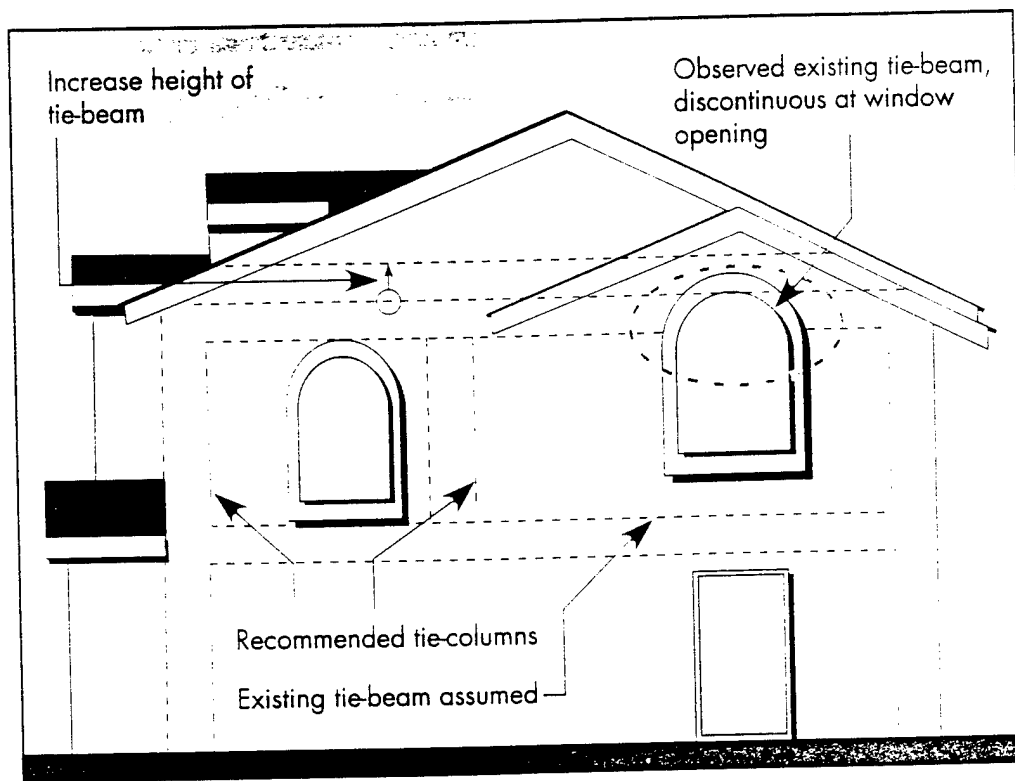 Increase height of
tie-beam
Observed existing tie-beam,
discontinuous at window
opening
Recommended tie-columns
Existing tie-beam assumed